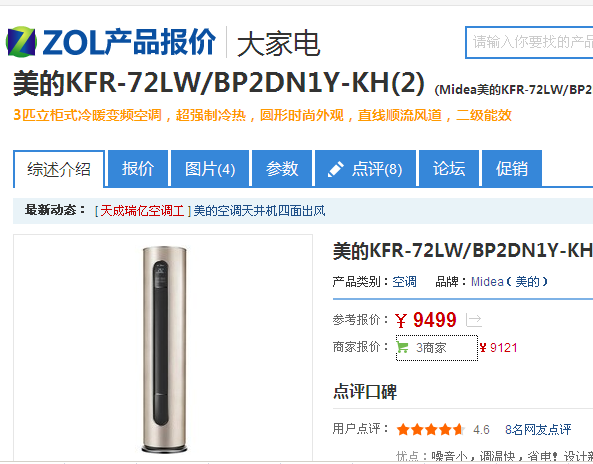 ZOL产品报价 大家电
请输入你要找的产品
美的KFR-72LW/BP2DN1Y-KH(2) (Midea美的KFR-72LW/BP2
3匹立柜式冷暖变频空调，超强制冷热，圆形时尚外观，直线顺流风道，二级能效
综述介绍 报价 图片(4) 参数 点评(8) 论坛 促销
最新动态： [天成瑞亿空调工] 美的空调天井机四面出风
美的KFR-72LW/BP2DN1Y-KH
产品类别：空调 品牌：Midea（美的）
参考报价：¥ 9499
商家报价： 3商家 ¥ 9121
点评口碑
用户点评： 4.6 8名网友点评
优点：噪音小，调温快，省电！设计新